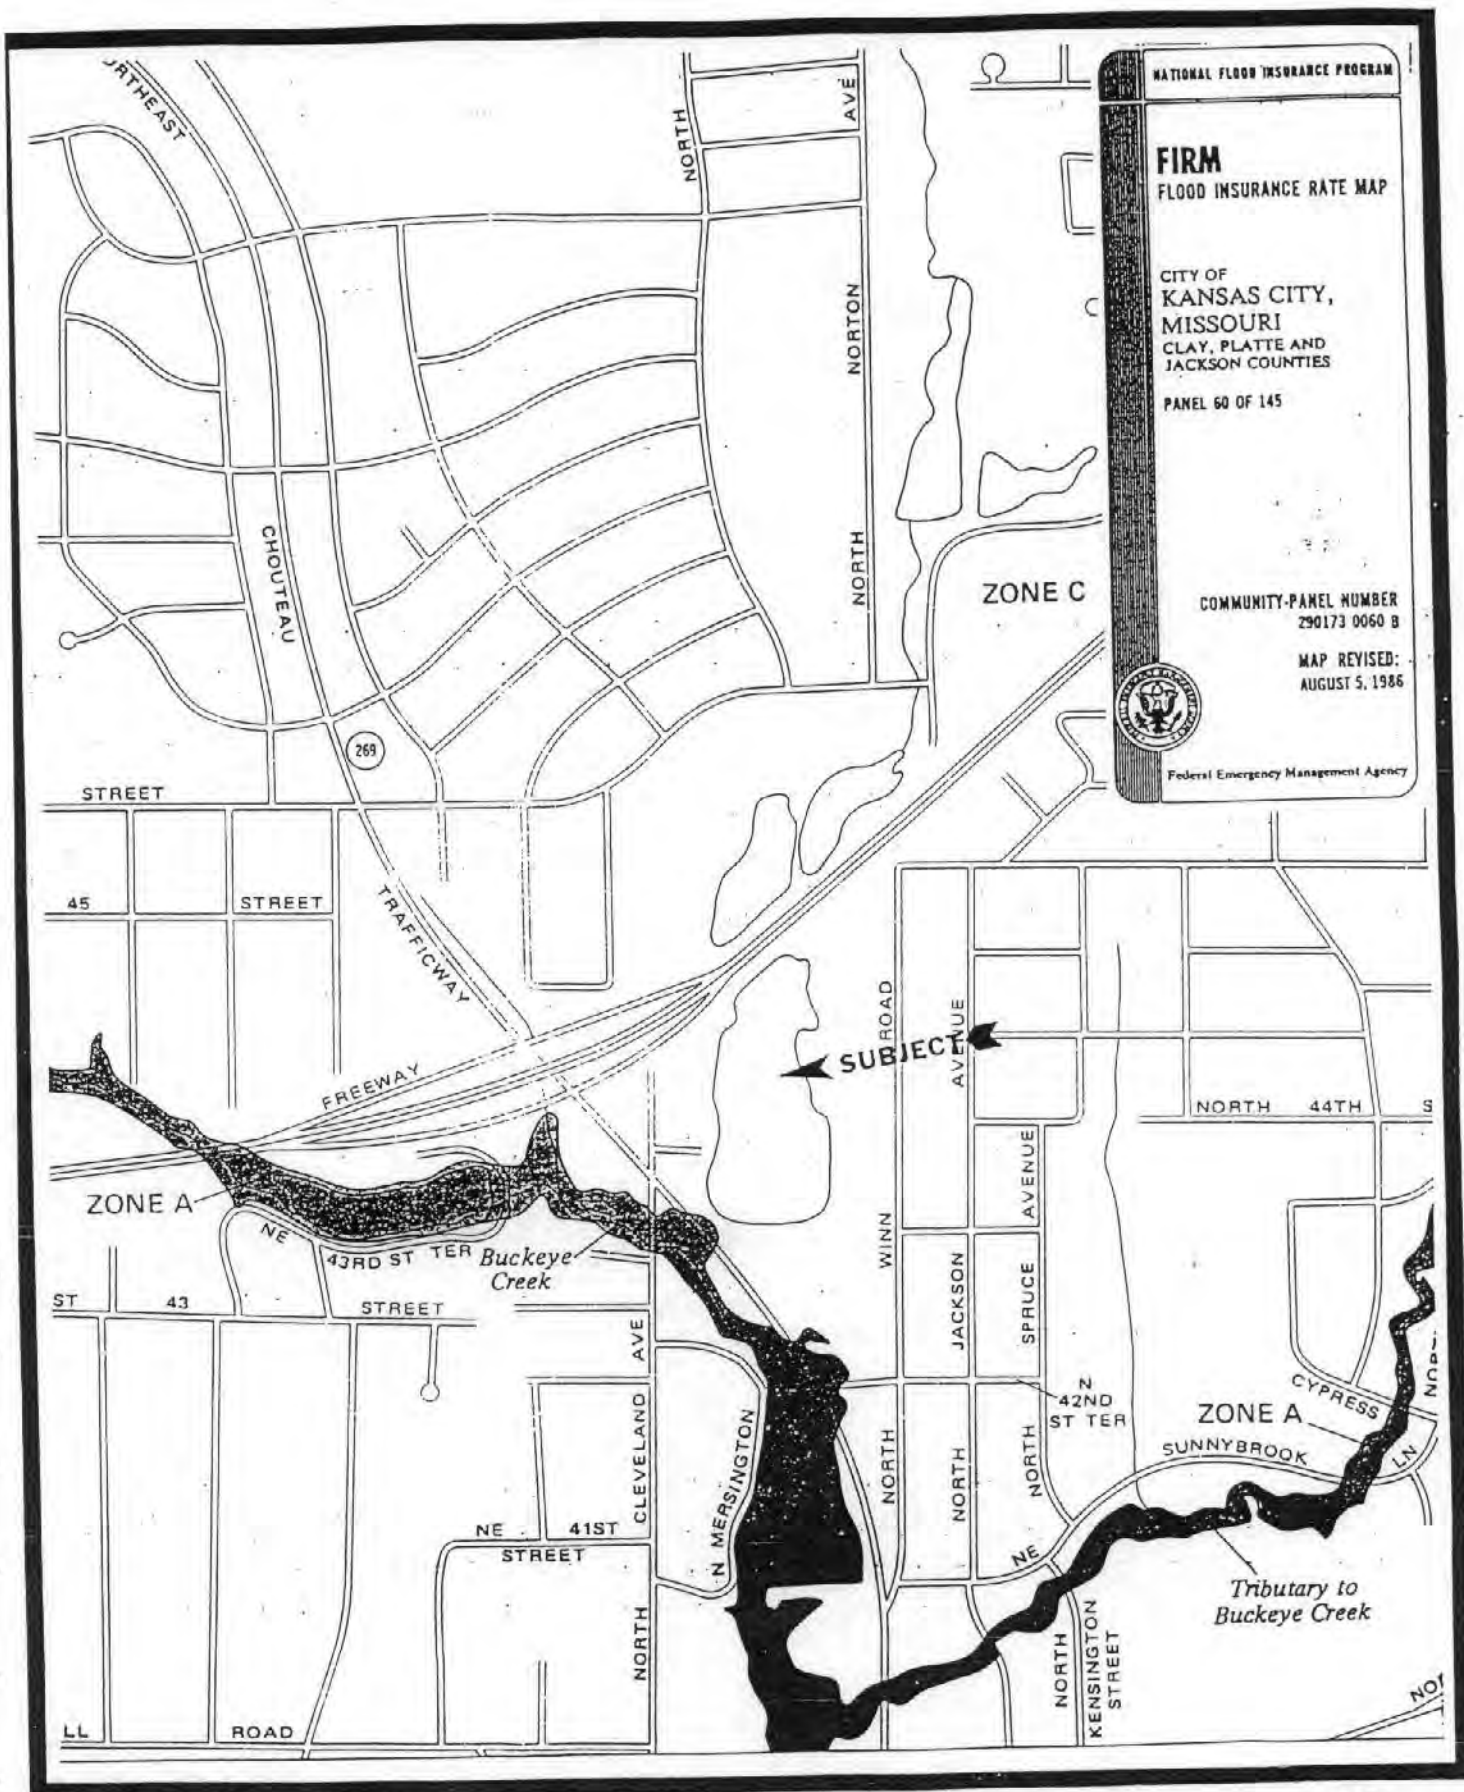 NATIONAL FLOOD INSURANCE PROGRAM
FIRM
FLOOD INSURANCE RATE MAP
CITY OF
KANSAS CITY,
MISSOURI
CLAY, PLATTE AND
JACKSON COUNTIES
PANEL 60 OF 145
COMMUNITY-PANEL NUMBER
290173 0060 B
MAP REVISED:
AUGUST 5, 1986
Federal Emergency Management Agency
NORTH
AVE
NORTON
NORTH
ZONE C
CHOUTEAU
269
STREET
45 STREET
TRAFFICWAY
FREEWAY
ROAD
AVENUE
SUBJECT
NORTH 44TH S
ZONE A
NE 43RD ST TER
Buckeye
Creek
ST 43 STREET
AVENUE
WINN
JACKSON
SPRUCE
AVE
CLEVELAND
N MERSINGTON
N
42ND
ST TER
CYPRESS
ZONE A
SUNNYBROOK
LN
NORTH
NORTH
NORTH
NE 41ST
STREET
NE
Tributary to
Buckeye Creek
NORTH
NORTH
KENSINGTON
STREET
LL ROAD